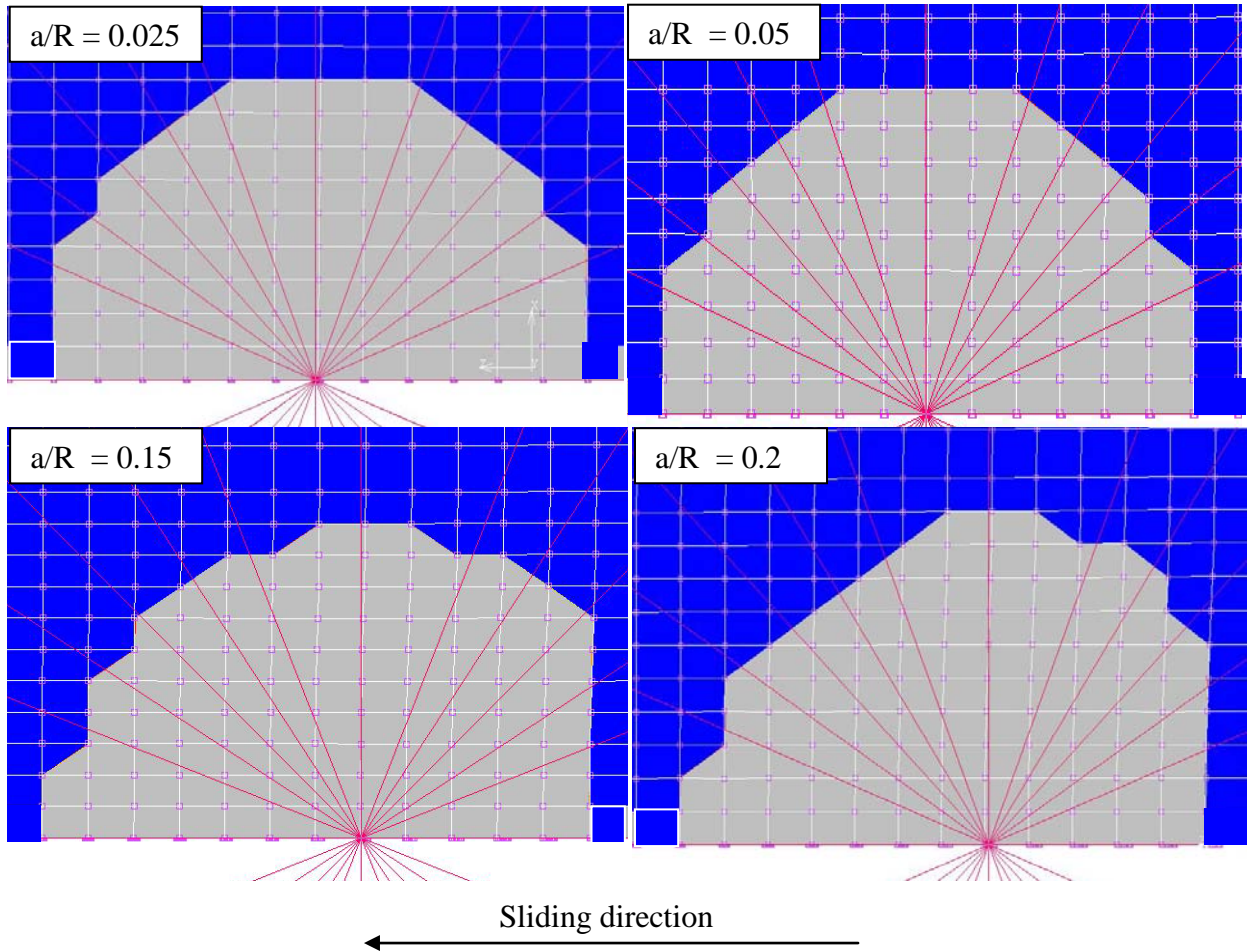 a/R = 0.025
a/R = 0.05
X
Z
Y
a/R = 0.15
a/R = 0.2
Sliding direction